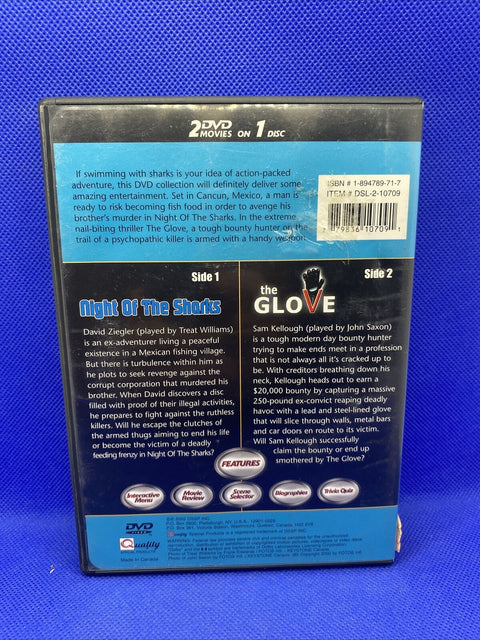 2 DVD MOVIES ON 1 DISC
If swimming with sharks is your idea of action-packed
adventure, this DVD collection will definitely deliver some
amazing entertainment. Set in Cancun, Mexico, a man is
ready to risk becoming fish food in order to avenge his
brother's murder in Night Of The Sharks. In the extreme
nail-biting thriller The Glove, a tough bounty hunter on the
trail of a psychopathic killer is armed with a handy weapon
ISBN # 1-894789-71-7
ITEM # DSL-2-10709
7 79836 10709 1
Side 1
Night Of The Sharks
David Ziegler (played by Treat Williams)
is an ex-adventurer living a peaceful
existence in a Mexican fishing village.
But there is turbulence within him as
he plots to seek revenge against the
corrupt corporation that murdered his
brother. When David discovers a disc
filled with proof of their illegal activities,
he prepares to fight against the ruthless
killers. Will he escape the clutches of
the armed thugs aiming to end his life
or become the victim of a deadly
feeding frenzy in Night Of The Sharks?
Side 2
the
GLOVE
Sam Kellough (played by John Saxon)
is a tough modern day bounty hunter
trying to make ends meet in a profession
that is not always all it's cracked up to
be. With creditors breathing down his
neck, Kellough heads out to earn a
$20,000 bounty by capturing a massive
250-pound ex-convict reaping deadly
havoc with a lead and steel-lined glove
that will slice through walls, metal bars
and car doors en route to its victim.
Will Sam Kellough successfully
claim the bounty or end up
smothered by The Glove?
FEATURES
Interactive Menu
Movie Review
Scene Selector
Biographies
Trivia Quiz
DVD
VIDEO
Quality
Made in Canada